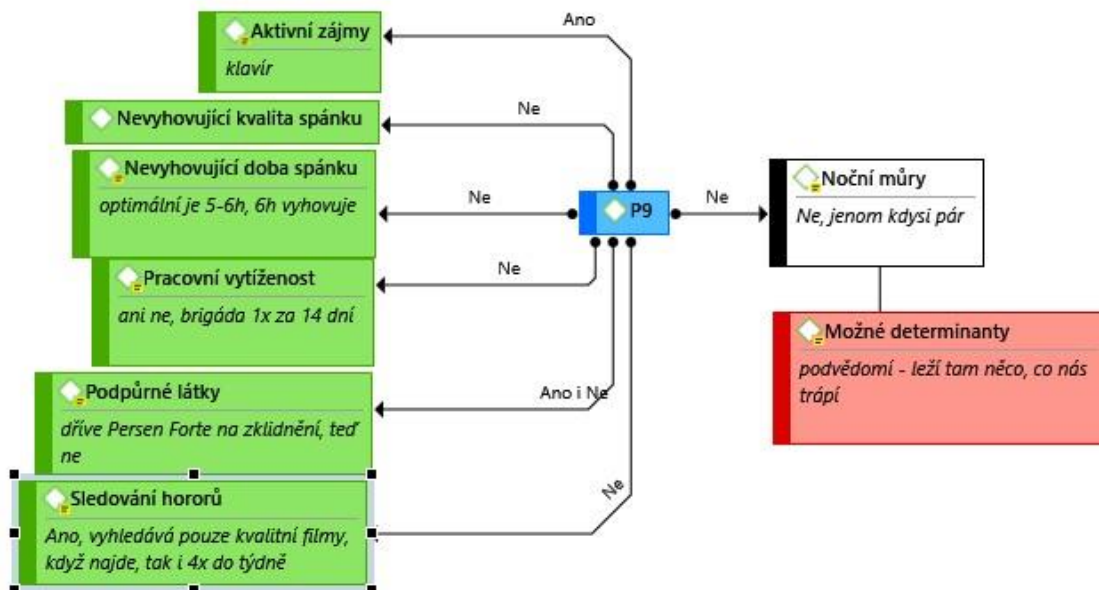 Aktivní zájmy
klavír
Ano
Nevyhovující kvalita spánku
Ne
Nevyhovující doba spánku
optimální je 5-6h, 6h vyhovuje
Ne
P9
Ne
Noční můry
Ne, jenom kdysi pár
Pracovní vytíženost
ani ne, brigáda 1x za 14 dní
Ne
Možné determinanty
podvědomí - leží tam něco, co nás
trápí
Podpůrné látky
dříve Persen Forte na zklidnění, teď
ne
Ano i Ne
Sledování hororů
Ano, vyhledává pouze kvalitní filmy,
když najde, tak i 4x do týdně
Ne